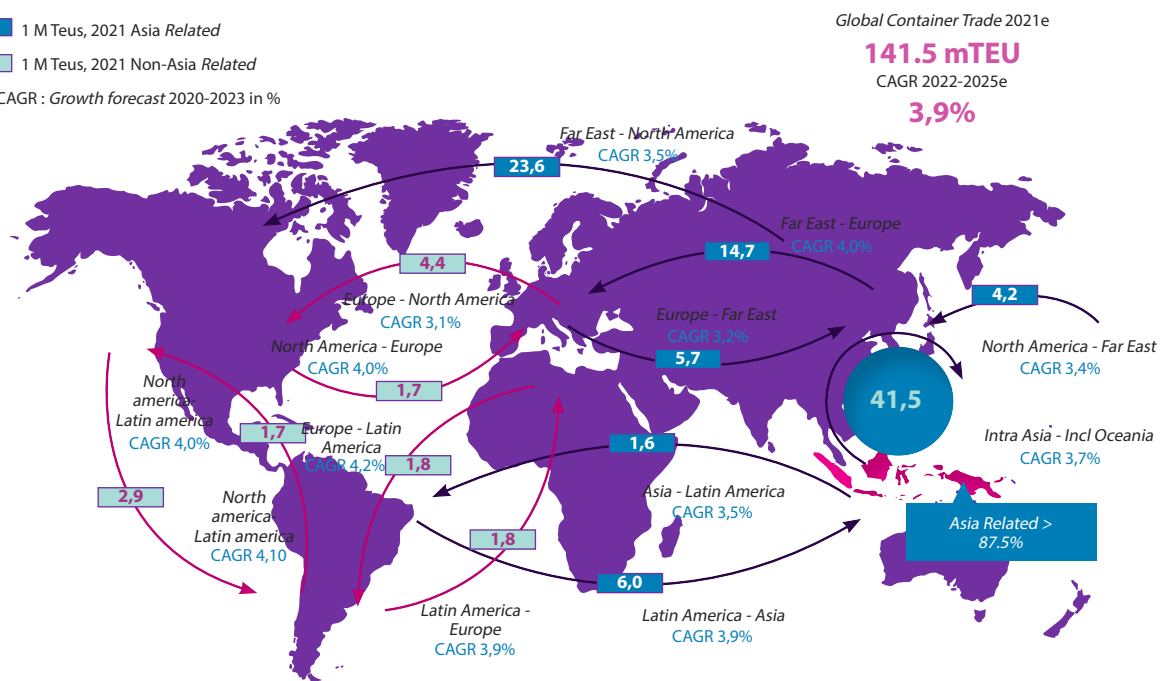 1 M Teus, 2021 Asia Related
1 M Teus, 2021 Non-Asia Related
CAGR : Growth forecast 2020-2023 in %
Global Container Trade 2021e
141.5 mTEU
CAGR 2022-2025e
3,9%
Far East - North America
CAGR 3,5%
23,6
Far East - Europe
CAGR 4,0%
14,7
4,4
Europe - North America
CAGR 3,1%
4,2
Europe - Far East
CAGR 3,2%
5,7
North America - Far East
CAGR 3,4%
North America - Europe
CAGR 4,0%
1,7
41,5
North
america-
Latin america
CAGR 4,0%
1,7
Europe - Latin
America
CAGR 4,2%
1,8
1,6
Intra Asia - Incl Oceania
CAGR 3,7%
2,9
North
america-
Latin america
CAGR 4,10
Asia - Latin America
CAGR 3,5%
1,8
Asia Related >
87.5%
6,0
Latin America -
Europe
CAGR 3,9%
Latin America - Asia
CAGR 3,9%